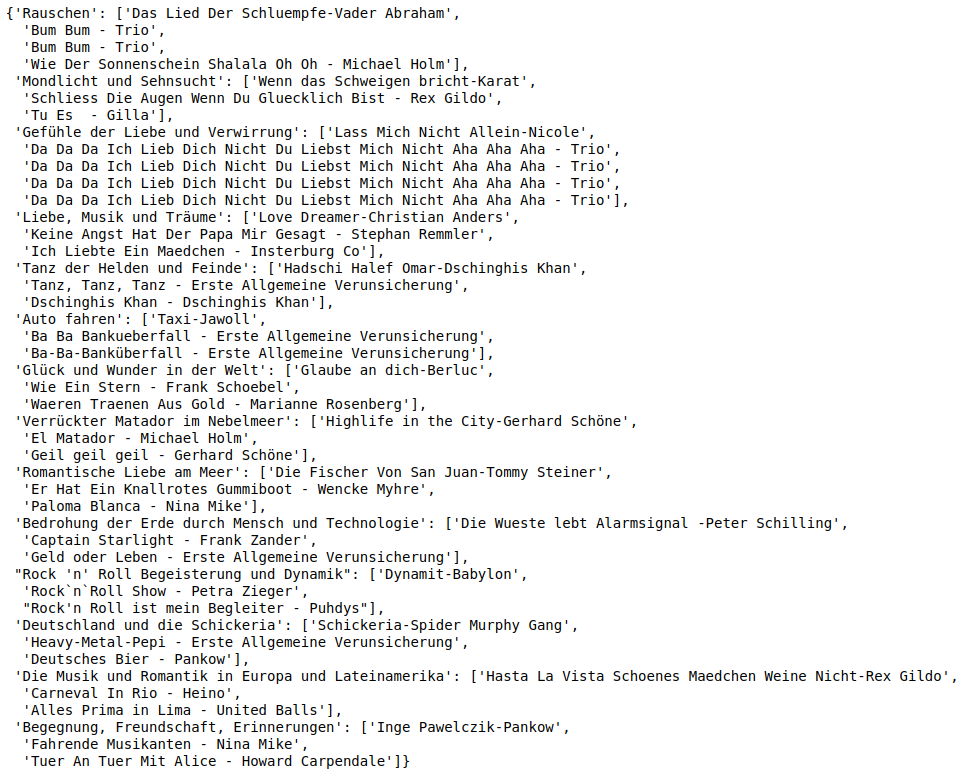 {'Rauschen': ['Das Lied Der Schluempfe-Vader Abraham',
'Bum Bum - Trio',
'Bum Bum - Trio',
'Wie Der Sonnenschein Shalala Oh Oh - Michael Holm'],
'Mondlicht und Sehnsucht': ['Wenn das Schweigen bricht-Karat',
'Schliess Die Augen Wenn Du Gluecklich Bist - Rex Gildo',
'Tu Es  - Gilla'],
'Gefühle der Liebe und Verwirrung': ['Lass Mich Nicht Allein-Nicole',
'Da Da Da Ich Lieb Dich Nicht Du Liebst Mich Nicht Aha Aha Aha - Trio',
'Da Da Da Ich Lieb Dich Nicht Du Liebst Mich Nicht Aha Aha Aha - Trio',
'Da Da Da Ich Lieb Dich Nicht Du Liebst Mich Nicht Aha Aha Aha - Trio',
'Da Da Da Ich Lieb Dich Nicht Du Liebst Mich Nicht Aha Aha Aha - Trio'],
'Liebe, Musik und Träume': ['Love Dreamer-Christian Anders',
'Keine Angst Hat Der Papa Mir Gesagt - Stephan Remmler',
'Ich Liebte Ein Maedchen - Insterburg Co'],
'Tanz der Helden und Feinde': ['Hadschi Halef Omar-Dschinghis Khan',
'Tanz, Tanz, Tanz - Erste Allgemeine Verunsicherung',
'Dschinghis Khan - Dschinghis Khan'],
'Auto fahren': ['Taxi-Jawoll',
'Ba Ba Bankueberfall - Erste Allgemeine Verunsicherung',
'Ba-Ba-Banküberfall - Erste Allgemeine Verunsicherung'],
'Glück und Wunder in der Welt': ['Glaube an dich-Berluc',
'Wie Ein Stern - Frank Schoebel',
'Waeren Traenen Aus Gold - Marianne Rosenberg'],
'Verrückter Matador im Nebelmeer': ['Highlife in the City-Gerhard Schöne',
'El Matador - Michael Holm',
'Geil geil geil - Gerhard Schöne'],
'Romantische Liebe am Meer': ['Die Fischer Von San Juan-Tommy Steiner',
'Er Hat Ein Knallrotes Gummiboot - Wencke Myhre',
'Paloma Blanca - Nina Mike'],
'Bedrohung der Erde durch Mensch und Technologie': ['Die Wueste lebt Alarmsignal -Peter Schilling',
'Captain Starlight - Frank Zander',
'Geld oder Leben - Erste Allgemeine Verunsicherung'],
"Rock 'n' Roll Begeisterung und Dynamik": ['Dynamit-Babylon',
'Rock`n`Roll Show - Petra Zieger',
"Rock'n Roll ist mein Begleiter - Puhdys"],
'Deutschland und die Schickeria': ['Schickeria-Spider Murphy Gang',
'Heavy-Metal-Pepi - Erste Allgemeine Verunsicherung',
'Deutsches Bier - Pankow'],
'Die Musik und Romantik in Europa und Lateinamerika': ['Hasta La Vista Schoenes Maedchen Weine Nicht-Rex Gildo',
'Carneval In Rio - Heino',
'Alles Prima in Lima - United Balls'],
'Begegnung, Freundschaft, Erinnerungen': ['Inge Pawelczik-Pankow',
'Fahrende Musikanten - Nina Mike',
'Tuer An Tuer Mit Alice - Howard Carpendale']}